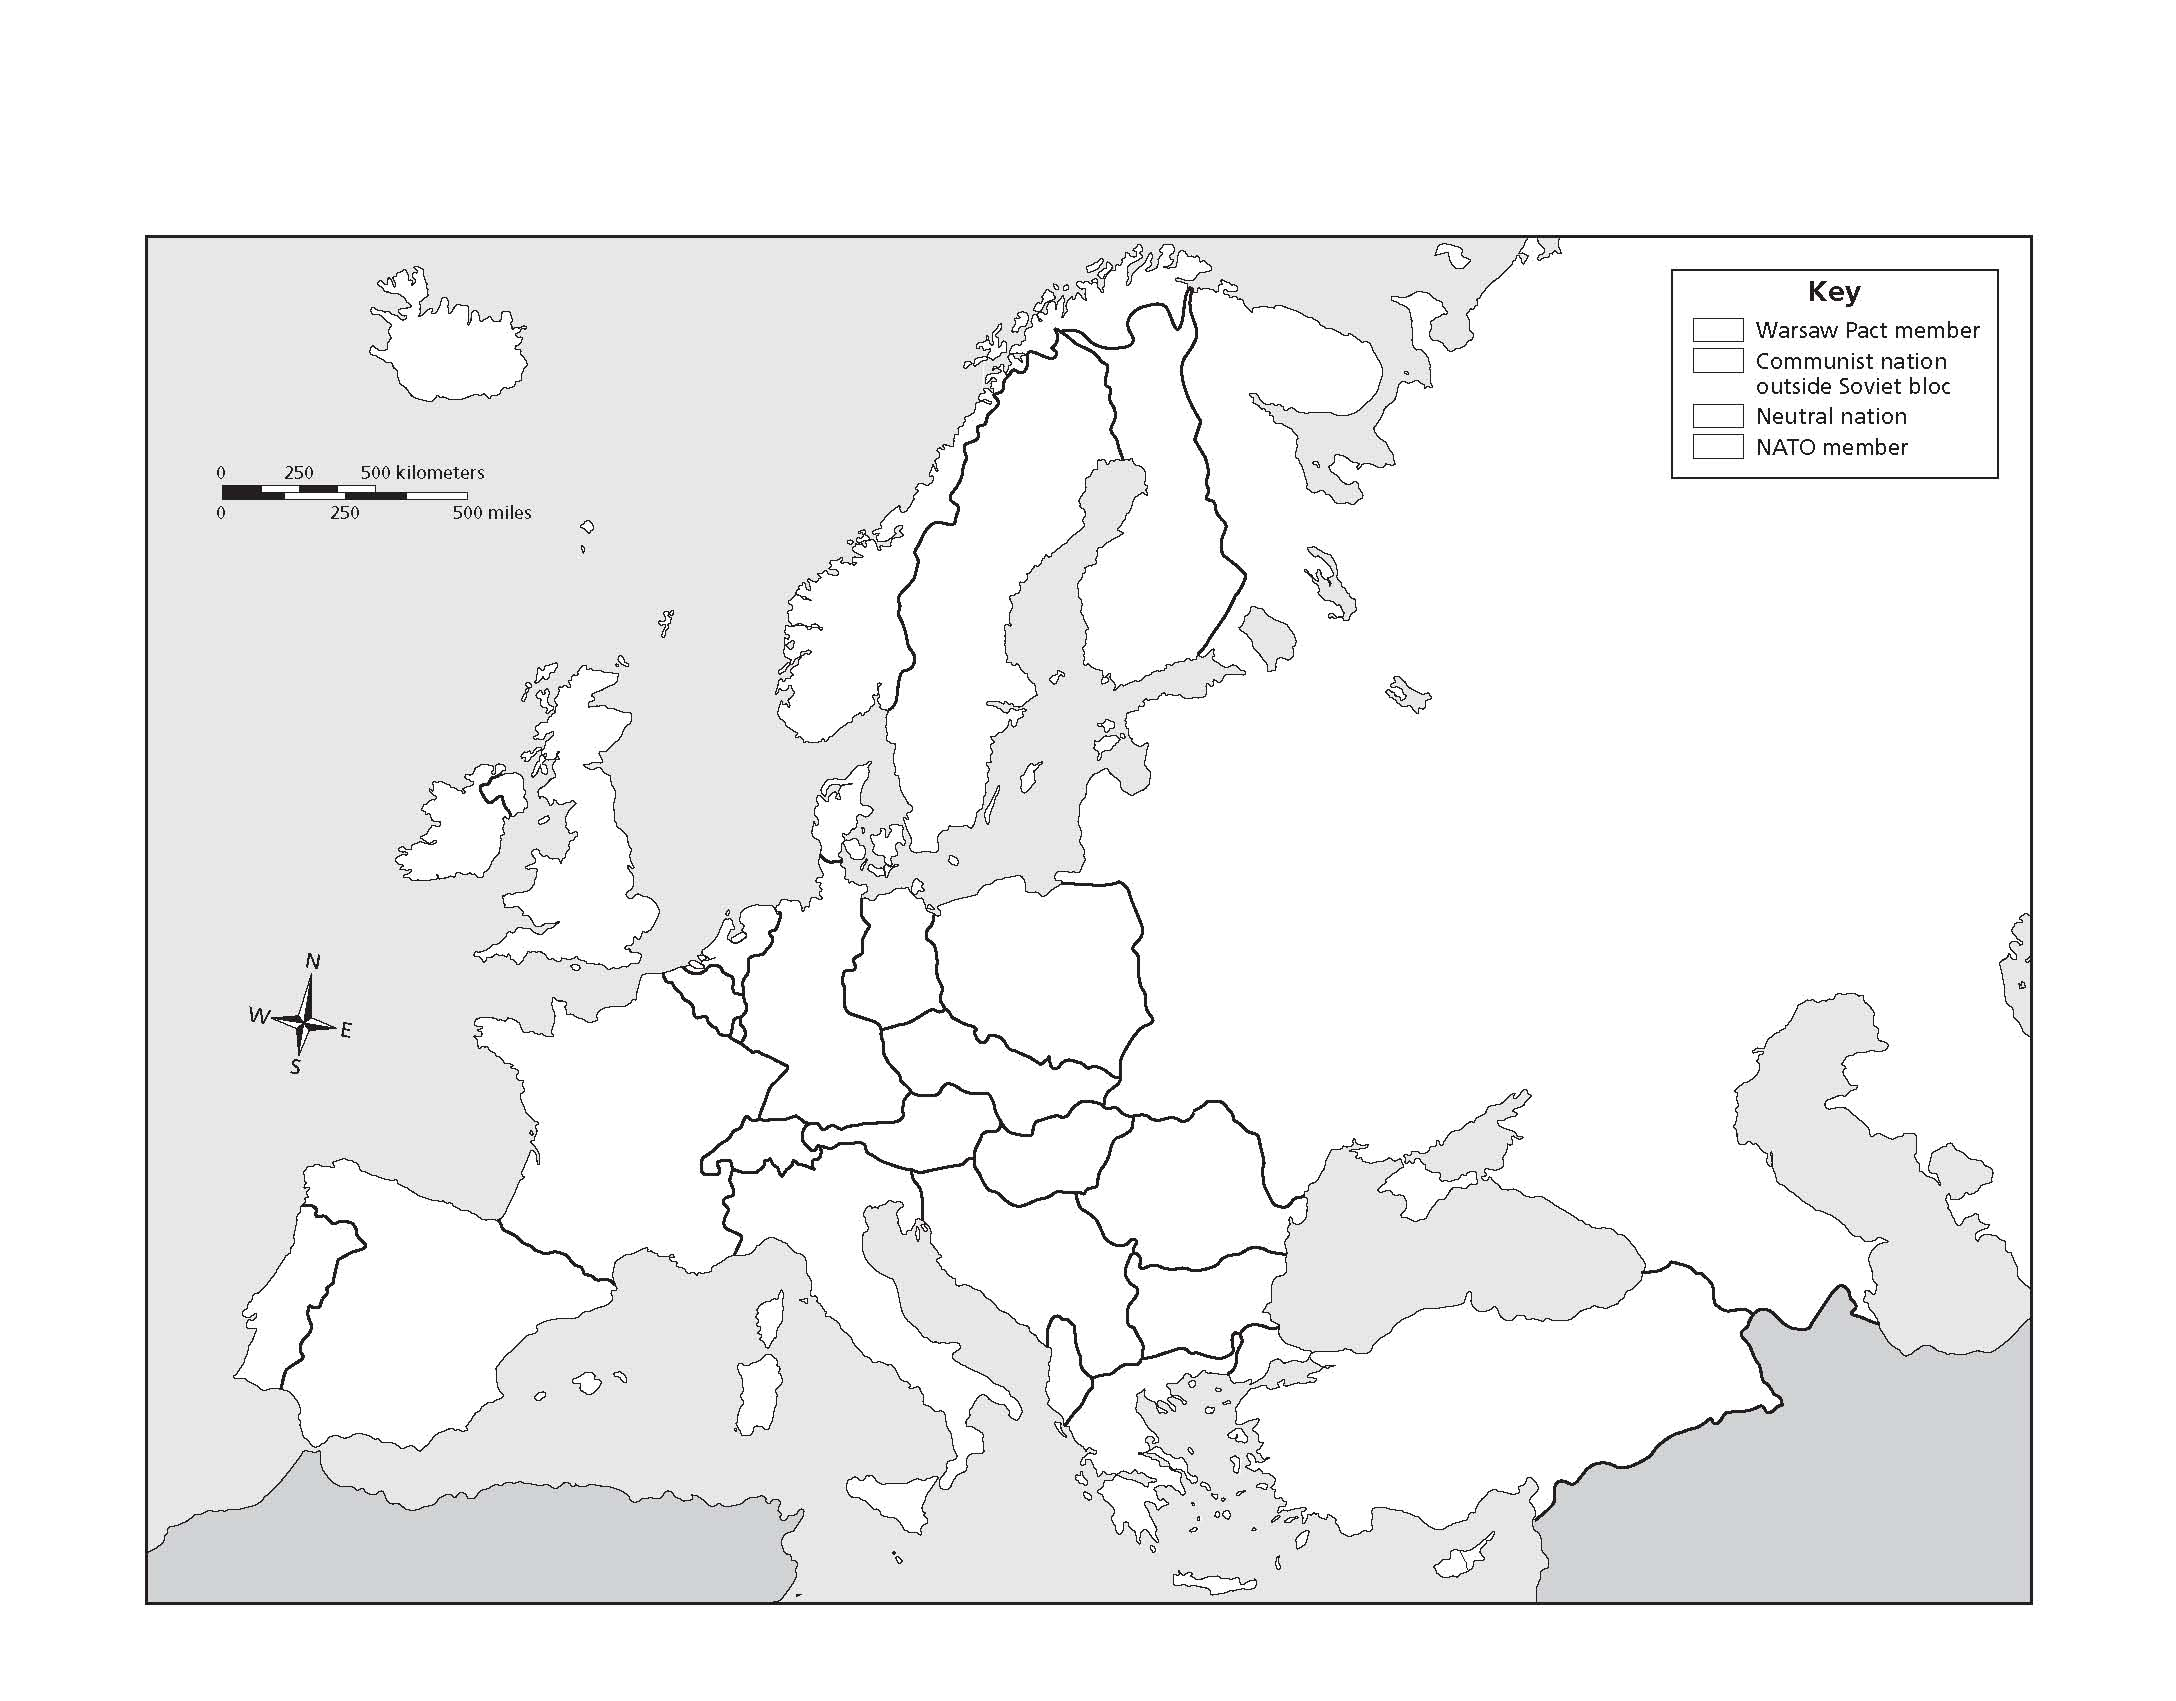 Key
Warsaw Pact member
Communist nation
outside Soviet bloc
Neutral nation
NATO member
0 250 500 kilometers
0 250 500 miles
N
W E
S